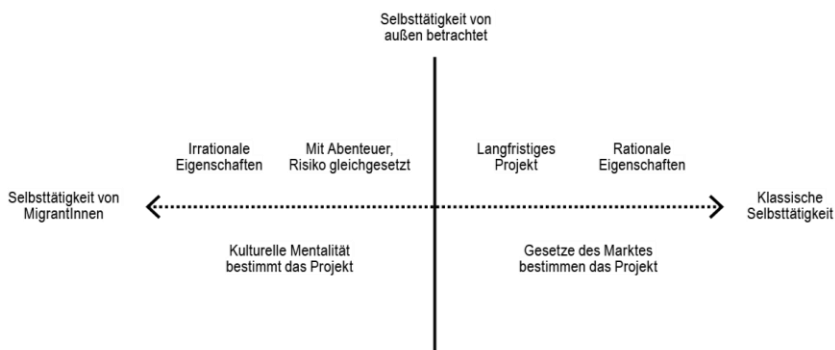 Selbsttätigkeit von
außen betrachtet
Irrationale
Eigenschaften
Mit Abenteuer,
Risiko gleichgesetzt
Langfristiges
Projekt
Rationale
Eigenschaften
Selbsttätigkeit von
MigrantInnen
Klassische
Selbsttätigkeit
Kulturelle Mentalität
bestimmt das Projekt
Gesetze des Marktes
bestimmen das Projekt